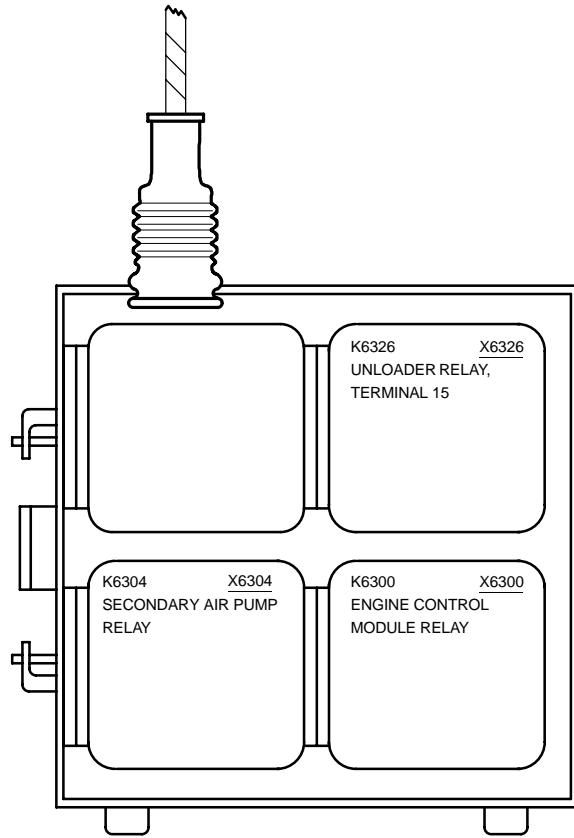 K6326 X6326
UNLOADER RELAY,
TERMINAL 15
K6304 X6304
SECONDARY AIR PUMP
RELAY
K6300 X6300
ENGINE CONTROL
MODULE RELAY